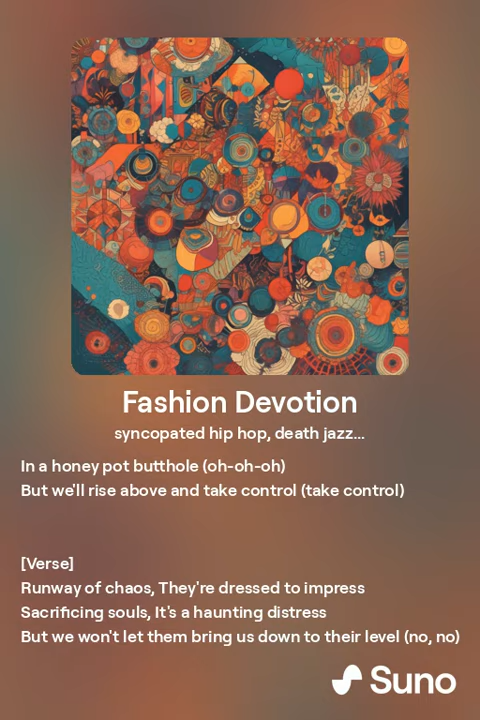 Fashion Devotion
syncopated hip hop, death jazz...
In a honey pot butthole (oh-oh-oh)
But we'll rise above and take control (take control)
[Verse]
Runway of chaos, They're dressed to impress
Sacrificing souls, It's a haunting distress
But we won't let them bring us down to their level (no, no)
Suno